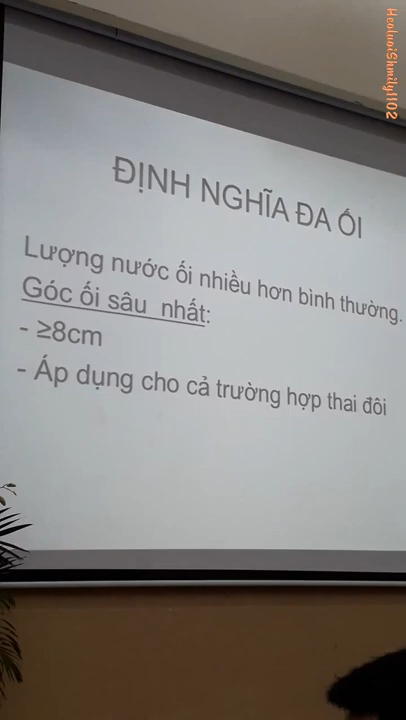 Heoluoi5hmily1102
ĐỊNH NGHĨA ĐA ỐI
Lượng nước ối nhiều hơn bình thường.
Góc ối sâu nhất:
- ≥8cm
- Áp dụng cho cả trường hợp thai đôi